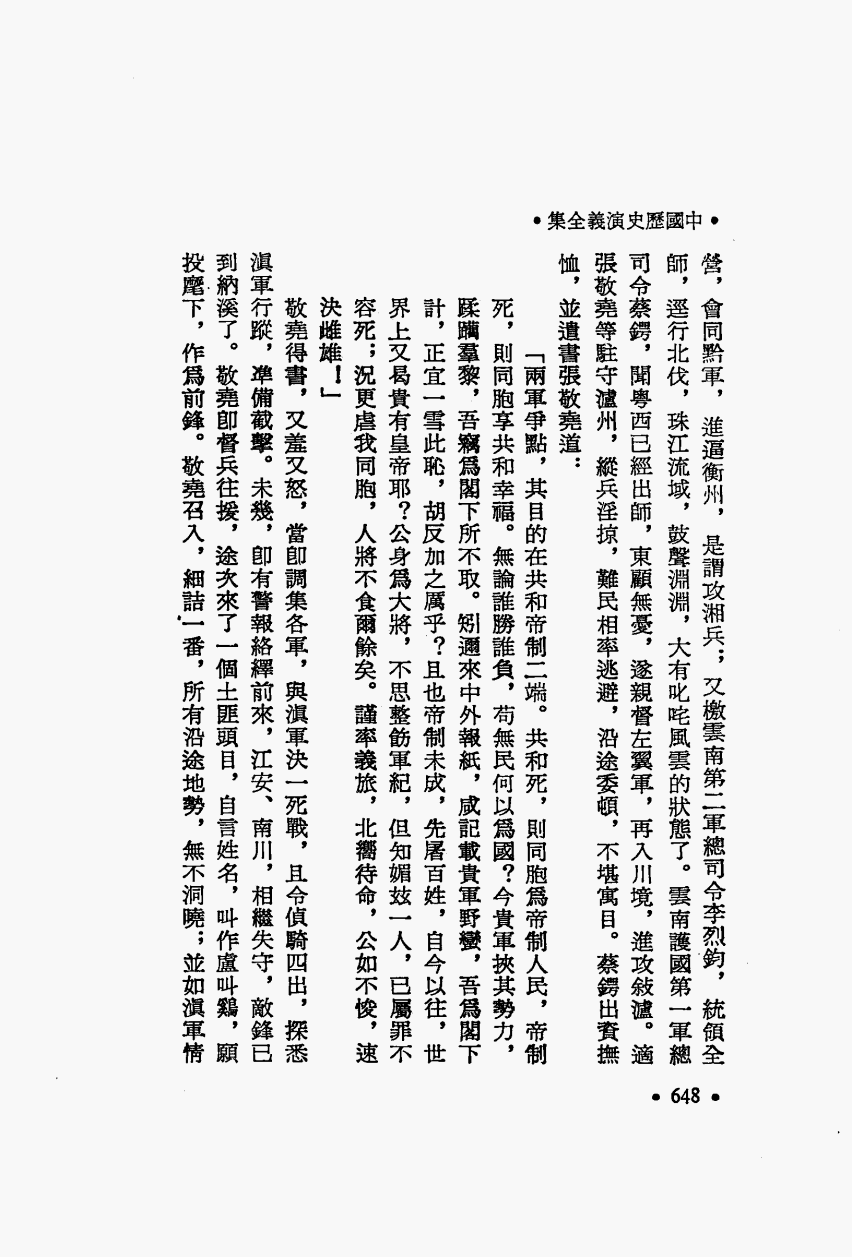 •中國歷史演義全集•
營，會同黔軍，進逼衡州，是謂攻湘兵；又檄雲南第二軍總司令李烈鈞，統領全
師，逕行北伐，珠江流域，鼓聲淵淵，大有叱咤風雲的狀態了。雲南護國第一軍總
司令蔡鍔，聞粵西已經出師，東顧無憂，遂親督左翼軍，再入川境，進攻敍瀘。適
張敬堯等駐守瀘州，縱兵淫掠，難民相率逃避，沿途委頓，不堪寓目。蔡鍔出資撫
恤，並遺書張敬堯道：
「兩軍爭點，其目的在共和帝制二端。共和死，則同胞爲帝制人民，帝制
死，則同胞享共和幸福。無論誰勝誰負，苟無民何以爲國？今貴軍挾其勢力，
蹂躪羣黎，吾竊爲閣下所不取。矧邇來中外報紙，咸記載貴軍野蠻，吾爲閣下
計，正宜一雪此恥，胡反加之厲乎？且也帝制未成，先屠百姓，自今以往，世
界上又曷貴有皇帝耶？公身爲大將，不思整飭軍紀，但知媚玆一人，已屬罪不
容死；況更虐我同胞，人將不食爾餘矣。謹率義旅，北嚮待命，公如不悛，速
決雌雄！」
敬堯得書，又羞又怒，當卽調集各軍，與滇軍決一死戰，且令偵騎四出，探悉
滇軍行蹤，準備截擊。未幾，卽有警報絡繹前來，江安、南川，相繼失守，敵鋒已
到納溪了。敬堯卽督兵往援，途次來了一個土匪頭目，自言姓名，叫作盧叫鷄，願
投麾下，作爲前鋒。敬堯召入，細詰一番，所有沿途地勢，無不洞曉；並如滇軍情
•648•